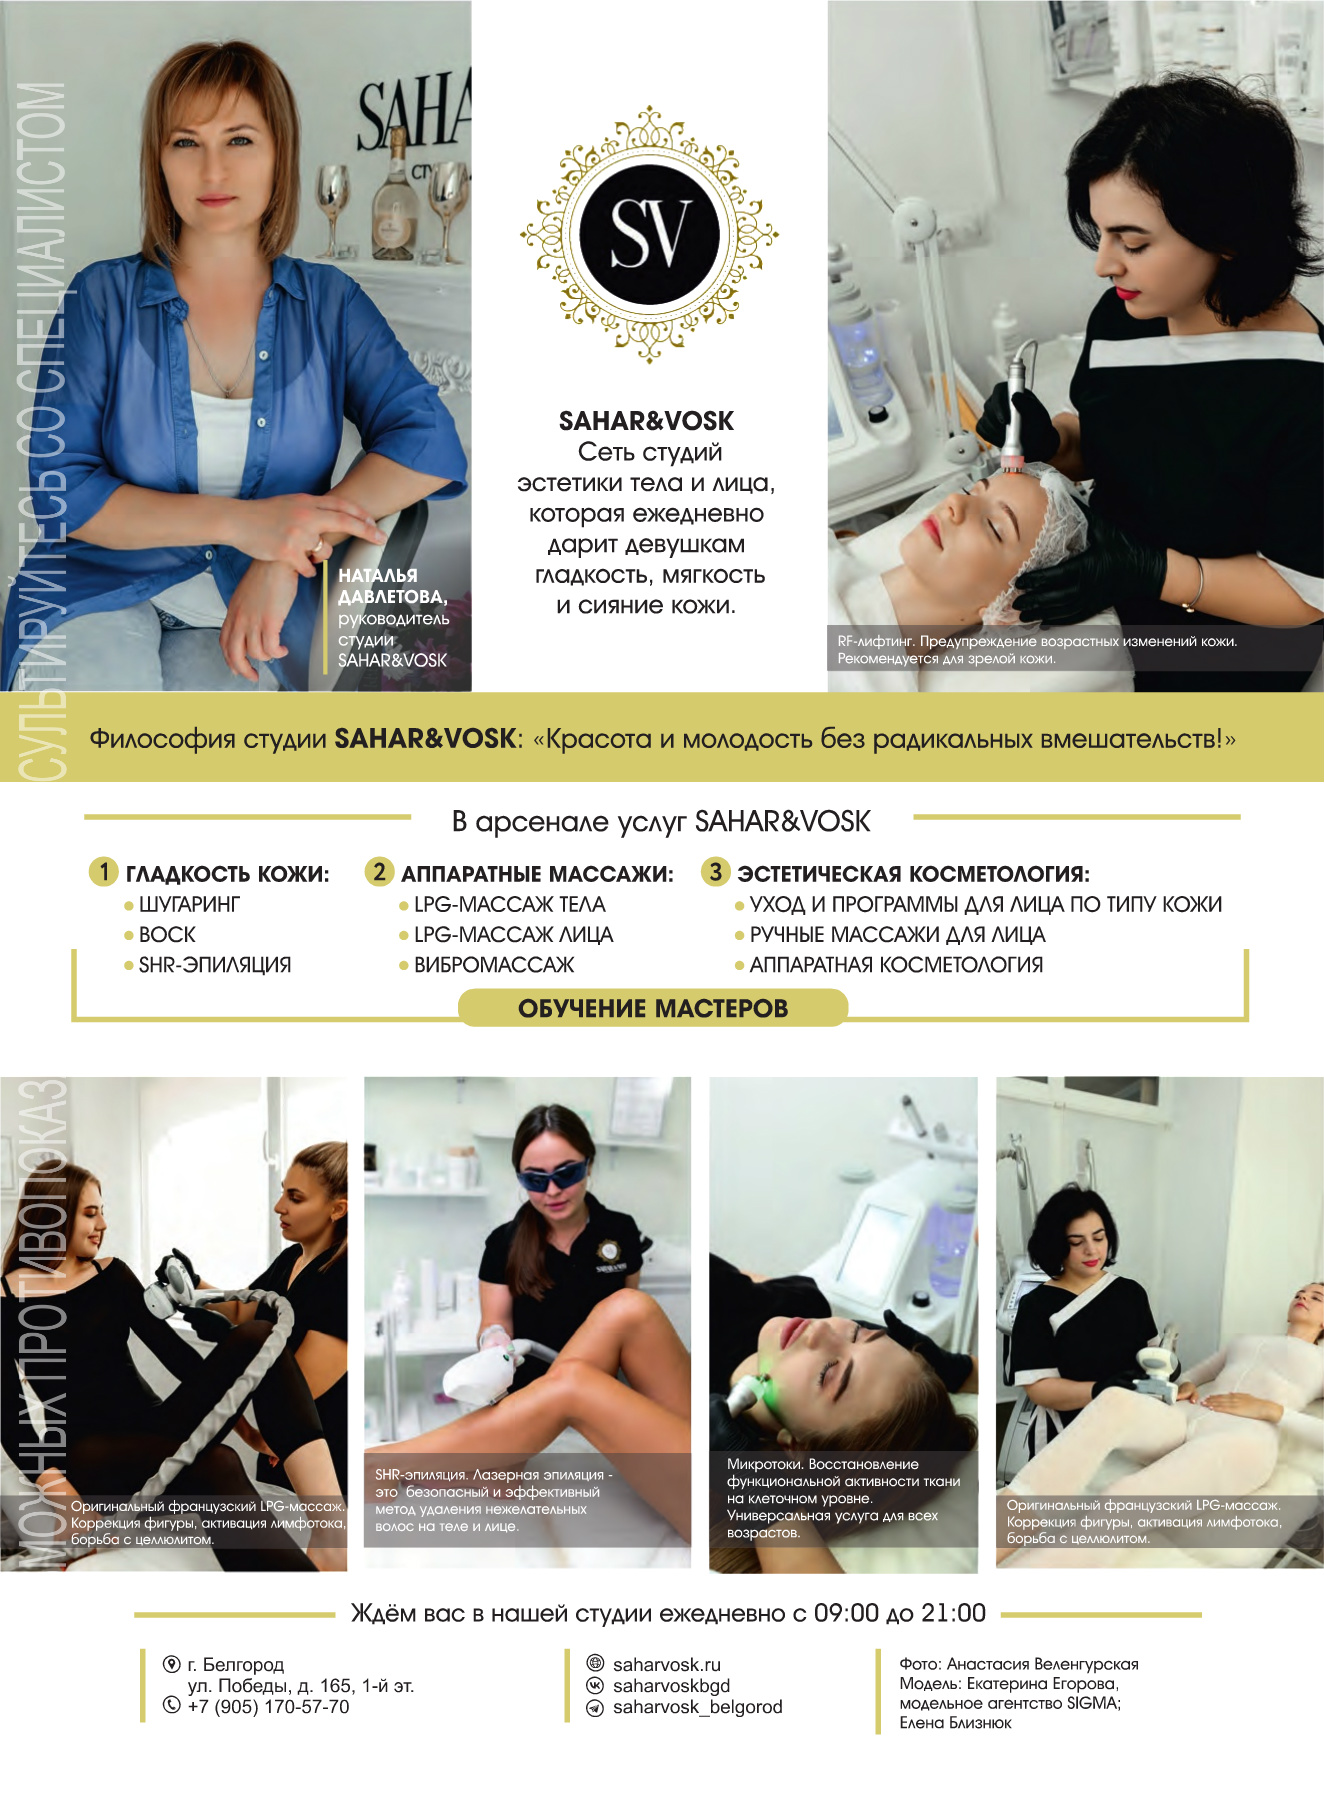 СУЛЬТИРУЙТЕСЬ СО СПЕЦИАЛИСТОМ
SAHA
НАТАЛЬЯ
ДАВЛЕТОВА,
руководитель
студии
SAHAR&VOSK
SV
SAHAR&VOSK
Сеть студий
эстетики тела и лица,
которая ежедневно
дарит девушкам
гладкость, мягкость
и сияние кожи.
RF-лифтинг. Предупреждение возрастных изменений кожи.
Рекомендуется для зрелой кожи.
Философия студии SAHAR&VOSK: «Красота и молодость без радикальных вмешательств!»
В арсенале услуг SAHAR&VOSK
1 ГЛАДКОСТЬ КОЖИ:
• ШУГАРИНГ
• ВОСК
• SHR-ЭПИЛЯЦИЯ
2 АППАРАТНЫЕ МАССАЖИ:
• LPG-МАССАЖ ТЕЛА
• LPG-МАССАЖ ЛИЦА
• ВИБРОМАССАЖ
3 ЭСТЕТИЧЕСКАЯ КОСМЕТОЛОГИЯ:
• УХОД И ПРОГРАММЫ ДЛЯ ЛИЦА ПО ТИПУ КОЖИ
• РУЧНЫЕ МАССАЖИ ДЛЯ ЛИЦА
• АППАРАТНАЯ КОСМЕТОЛОГИЯ
ОБУЧЕНИЕ МАСТЕРОВ
МОЖНЫХ ПРОТИВОПОКАЗ
Оригинальный французский LPG-массаж.
Коррекция фигуры, активация лимфотока,
борьба с целлюлитом.
SHR-эпиляция. Лазерная эпиляция -
это безопасный и эффективный
метод удаления нежелательных
волос на теле и лице.
Микротоки. Восстановление
функциональной активности ткани
на клеточном уровне.
Универсальная услуга для всех
возрастов.
Оригинальный французский LPG-массаж.
Коррекция фигуры, активация лимфотока,
борьба с целлюлитом.
Ждём вас в нашей студии ежедневно с 09:00 до 21:00
г. Белгород
ул. Победы, д. 165, 1-й эт.
+7 (905) 170-57-70
saharvosk.ru
saharvoskbgd
saharvosk_belgorod
Фото: Анастасия Веленгурская
Модель: Екатерина Егорова,
модельное агентство SIGMA;
Елена Близнюк